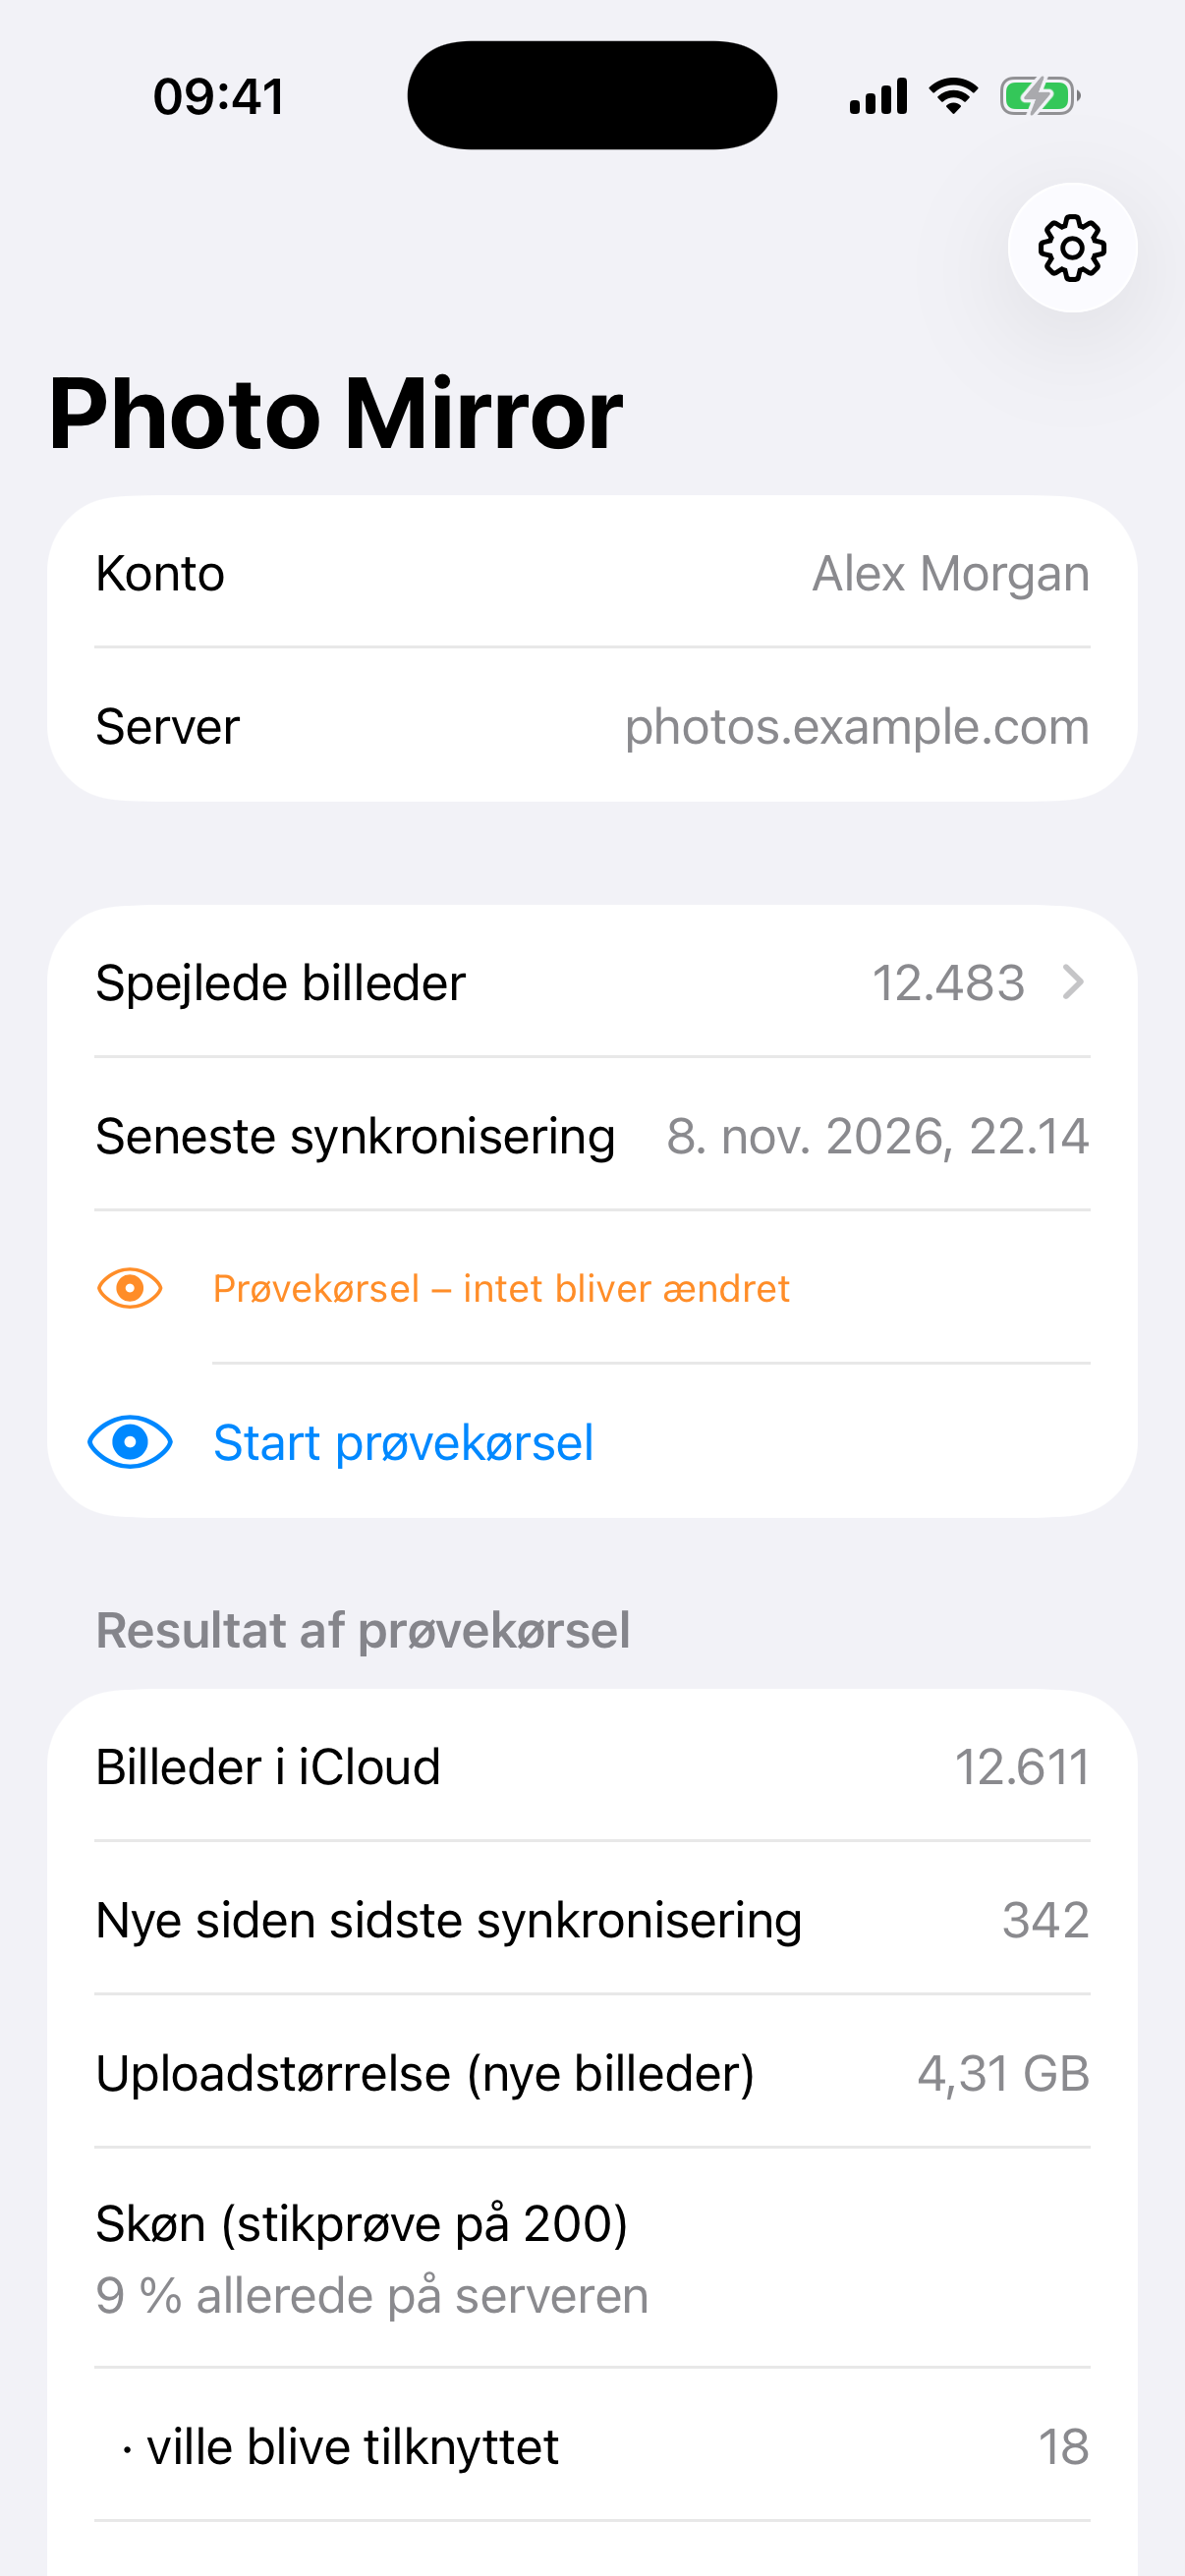 09:41
Photo Mirror
Konto Alex Morgan
Server photos.example.com
Spejlede billeder 12.483
Seneste synkronisering 8. nov. 2026, 22.14
Prøvekørsel – intet bliver ændret
Start prøvekørsel
Resultat af prøvekørsel
Billeder i iCloud 12.611
Nye siden sidste synkronisering 342
Uploadstørrelse (nye billeder) 4,31 GB
Skøn (stikprøve på 200)
9 % allerede på serveren
· ville blive tilknyttet 18